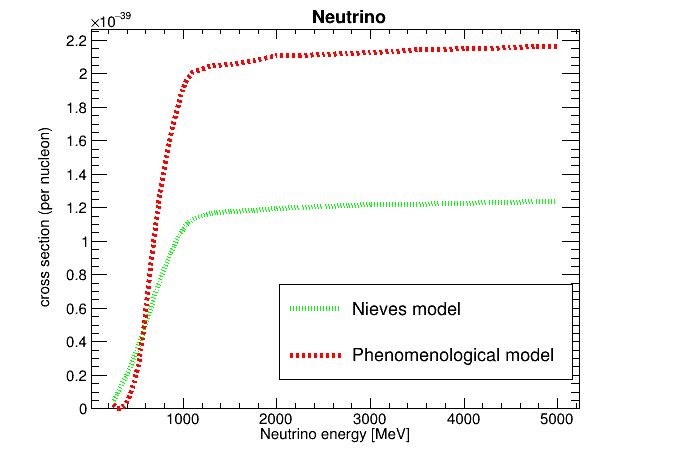 ×10⁻³⁹
Neutrino
2.2
2
1.8
1.6
1.4
1.2
1
0.8
0.6
0.4
0.2
0
cross section (per nucleon)
Nieves model
Phenomenological model
1000 2000 3000 4000 5000
Neutrino energy [MeV]